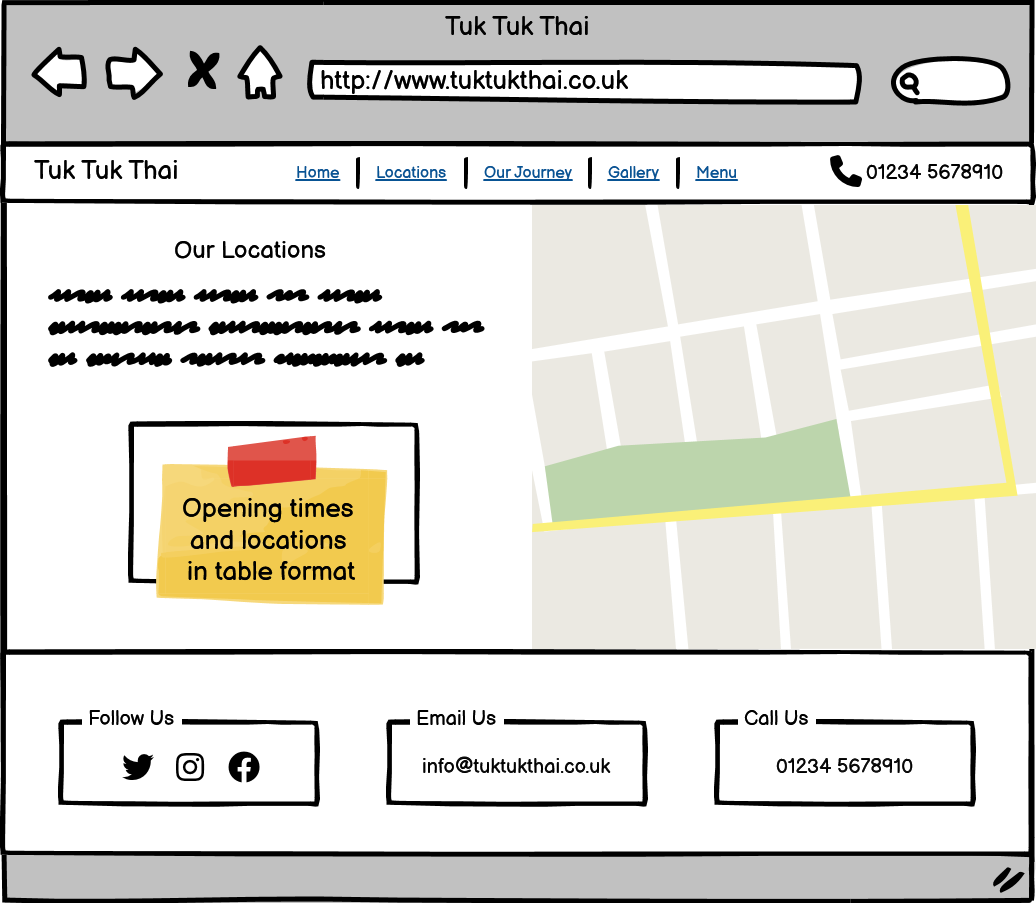 Tuk Tuk Thai
http://www.tuktukthai.co.uk
Tuk Tuk Thai
Home
Locations
Our Journey
Gallery
Menu
01234 5678910
Our Locations
Opening times
and locations
in table format
Follow Us
Email Us
info@tuktukthai.co.uk
Call Us
01234 5678910